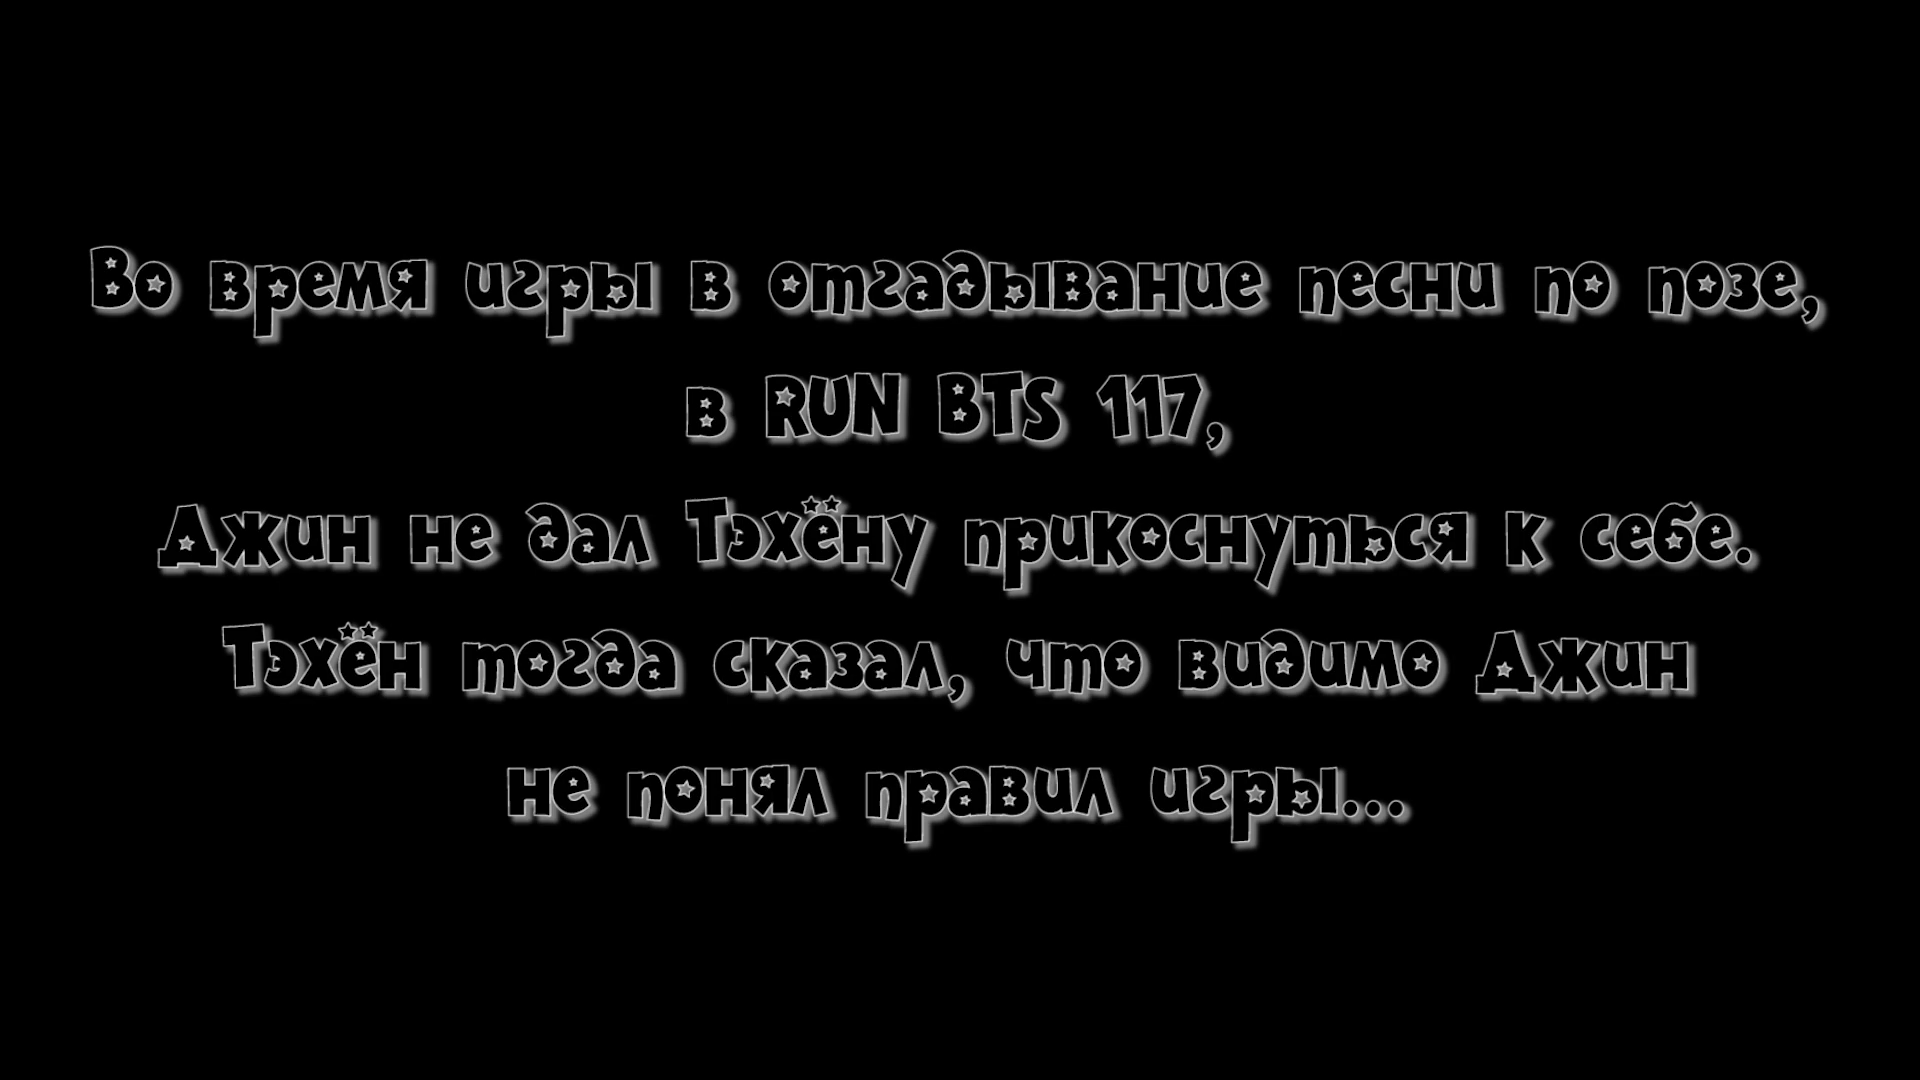 Во время игры в отгадывание песни по позе,
в RUN BTS 117,
Джин не дал Тэхёну прикоснуться к себе.
Тэхён тогда сказал, что видимо Джин
не понял правил игры...